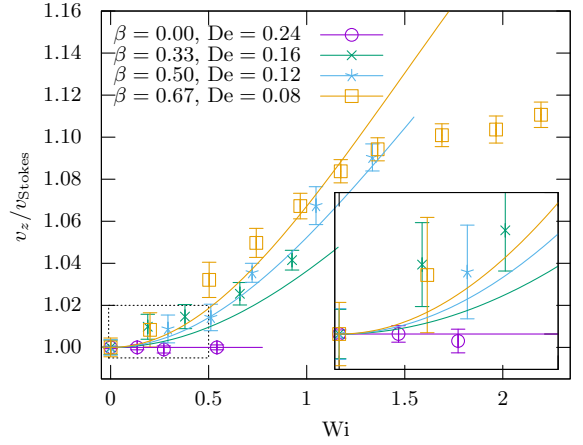 1.16
1.14
1.12
1.10
1.08
1.06
1.04
1.02
1.00
v_z/v_Stokes
β = 0.00, De = 0.24
β = 0.33, De = 0.16
β = 0.50, De = 0.12
β = 0.67, De = 0.08
0 0.5 1 1.5 2
Wi